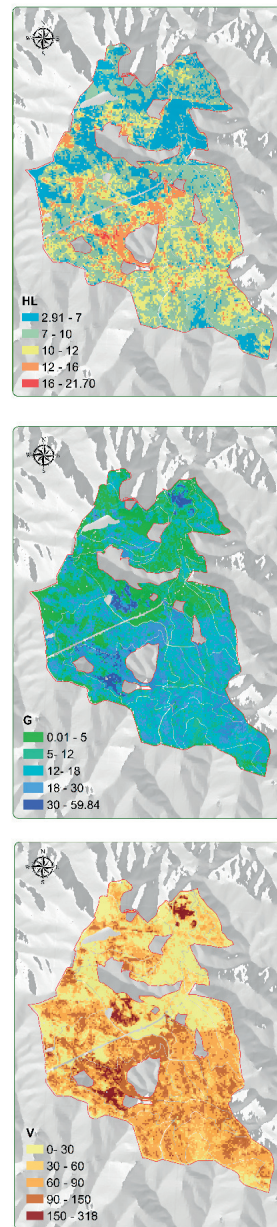 N
W E
S
HL
2.91 - 7
7 - 10
10 - 12
12 - 16
16 - 21.70
N
W E
S
G
0.01 - 5
5- 12
12- 18
18 - 30
30 - 59.84
N
W E
S
V
0- 30
30 - 60
60 - 90
90 - 150
150 - 318